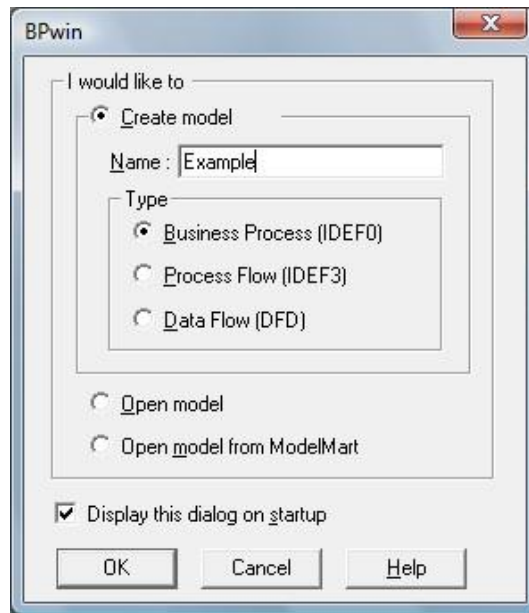 BPwin
I would like to
Create model
Name : Example
Type
Business Process (IDEF0)
Process Flow (IDEF3)
Data Flow (DFD)
Open model
Open model from ModelMart
Display this dialog on startup
OK Cancel Help